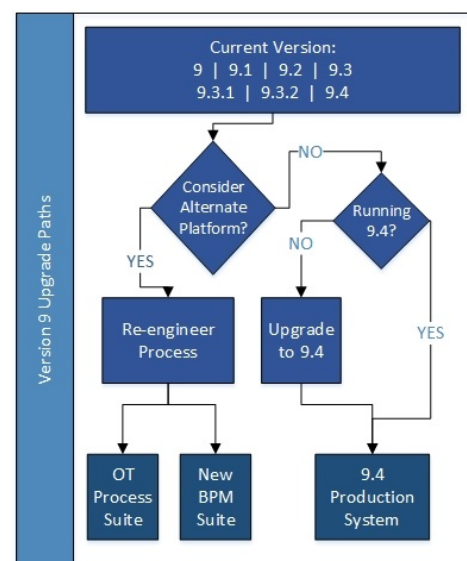 Version 9 Upgrade Paths
Current Version:
9 | 9.1 | 9.2 | 9.3
9.3.1 | 9.3.2 | 9.4
Consider
Alternate
Platform?
NO
Running
9.4?
YES
NO
Re-engineer
Process
Upgrade
to 9.4
YES
OT
Process
Suite
New
BPM
Suite
9.4
Production
System